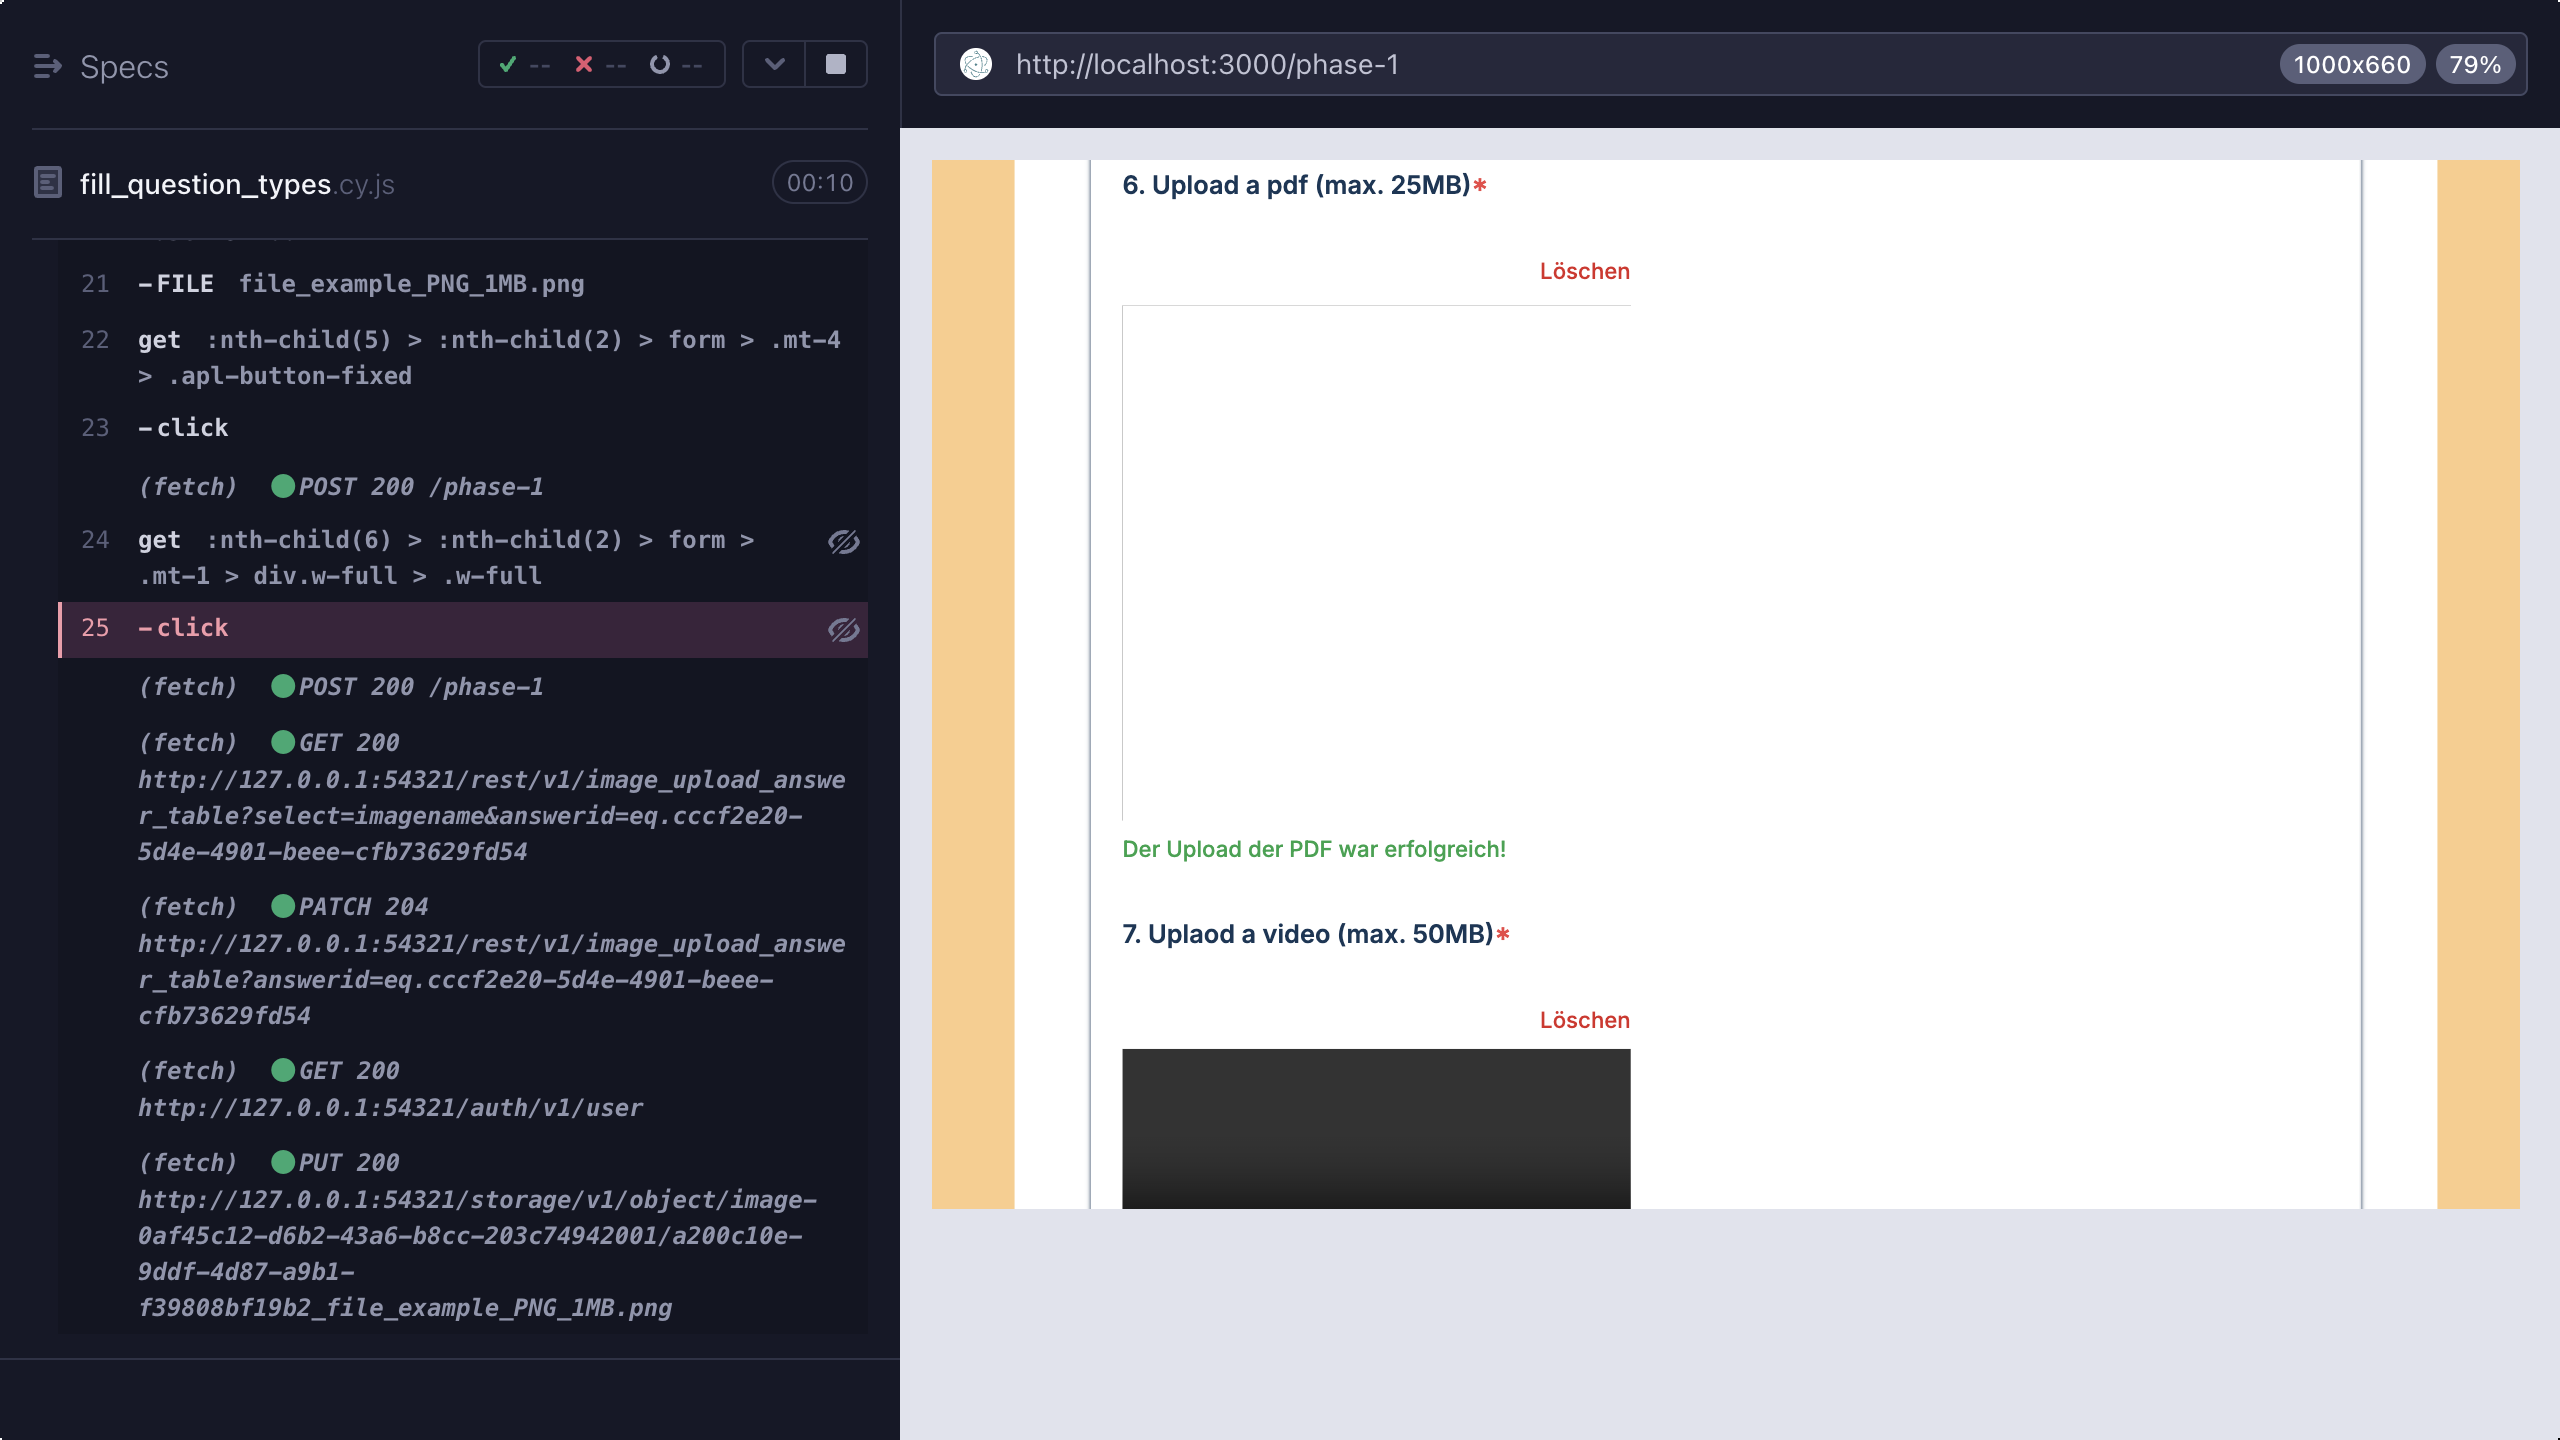 Specs
-- -- --
fill_question_types.cy.js
00:10
21 -FILE file_example_PNG_1MB.png
22 get :nth-child(5) > :nth-child(2) > form > .mt-4
> .apl-button-fixed
23 -click
(fetch) POST 200 /phase-1
24 get :nth-child(6) > :nth-child(2) > form >
.mt-1 > div.w-full > .w-full
25 -click
(fetch) POST 200 /phase-1
(fetch) GET 200
http://127.0.0.1:54321/rest/v1/image_upload_answe
r_table?select=imagename&answerid=eq.cccf2e20-
5d4e-4901-beee-cfb73629fd54
(fetch) PATCH 204
http://127.0.0.1:54321/rest/v1/image_upload_answe
r_table?answerid=eq.cccf2e20-5d4e-4901-beee-
cfb73629fd54
(fetch) GET 200
http://127.0.0.1:54321/auth/v1/user
(fetch) PUT 200
http://127.0.0.1:54321/storage/v1/object/image-
0af45c12-d6b2-43a6-b8cc-203c74942001/a200c10e-
9ddf-4d87-a9b1-
f39808bf19b2_file_example_PNG_1MB.png
http://localhost:3000/phase-1
1000x660
79%
6. Upload a pdf (max. 25MB)*
Löschen
Der Upload der PDF war erfolgreich!
7. Uplaod a video (max. 50MB)*
Löschen